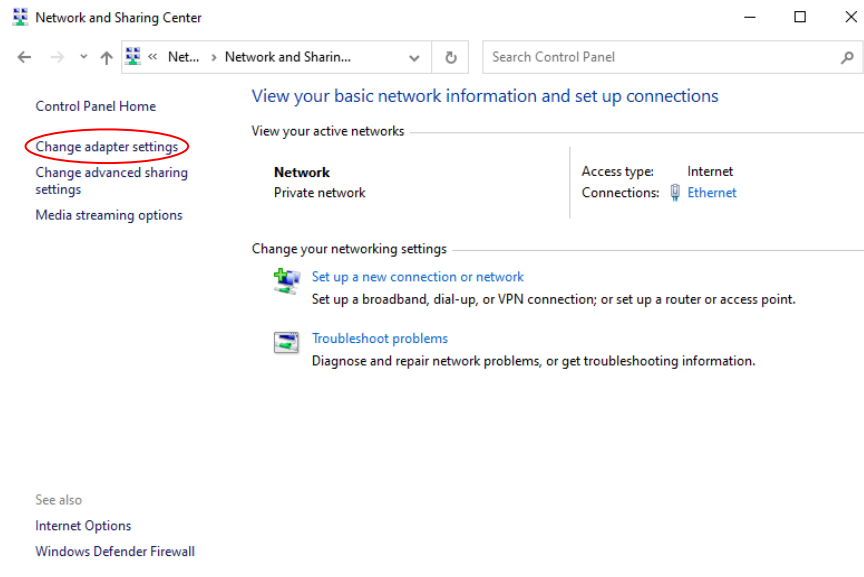 Network and Sharing Center
« Net... › Network and Sharin...
Search Control Panel
Control Panel Home
Change adapter settings
Change advanced sharing
settings
Media streaming options
View your basic network information and set up connections
View your active networks
Network
Private network
Access type: Internet
Connections: Ethernet
Change your networking settings
Set up a new connection or network
Set up a broadband, dial-up, or VPN connection; or set up a router or access point.
Troubleshoot problems
Diagnose and repair network problems, or get troubleshooting information.
See also
Internet Options
Windows Defender Firewall